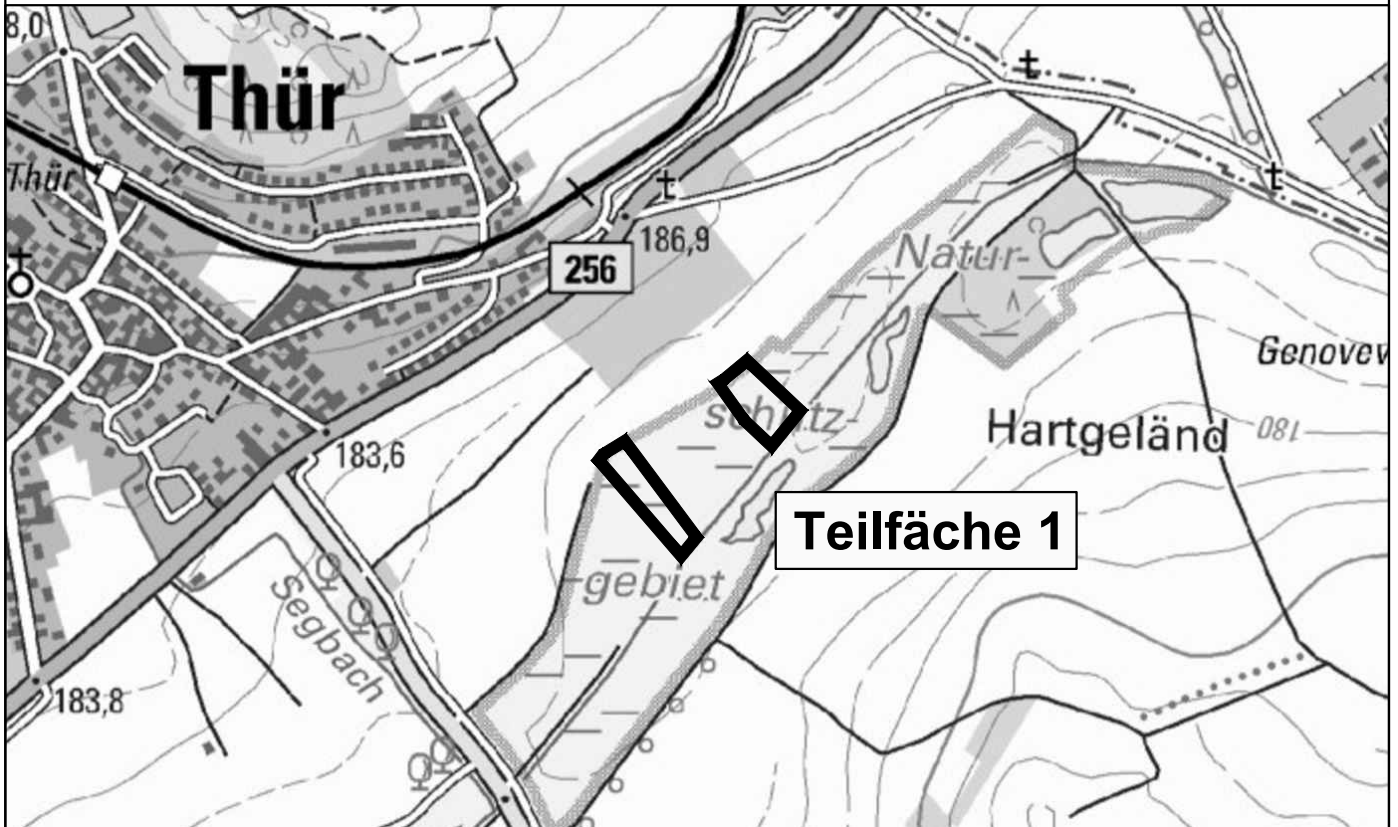 8,0
Thür
Thür
256
186,9
Natur-
schutz-
gebiet
Genovev
Hartgeländ
180
183,6
Teilfäche 1
Segbach
183,8